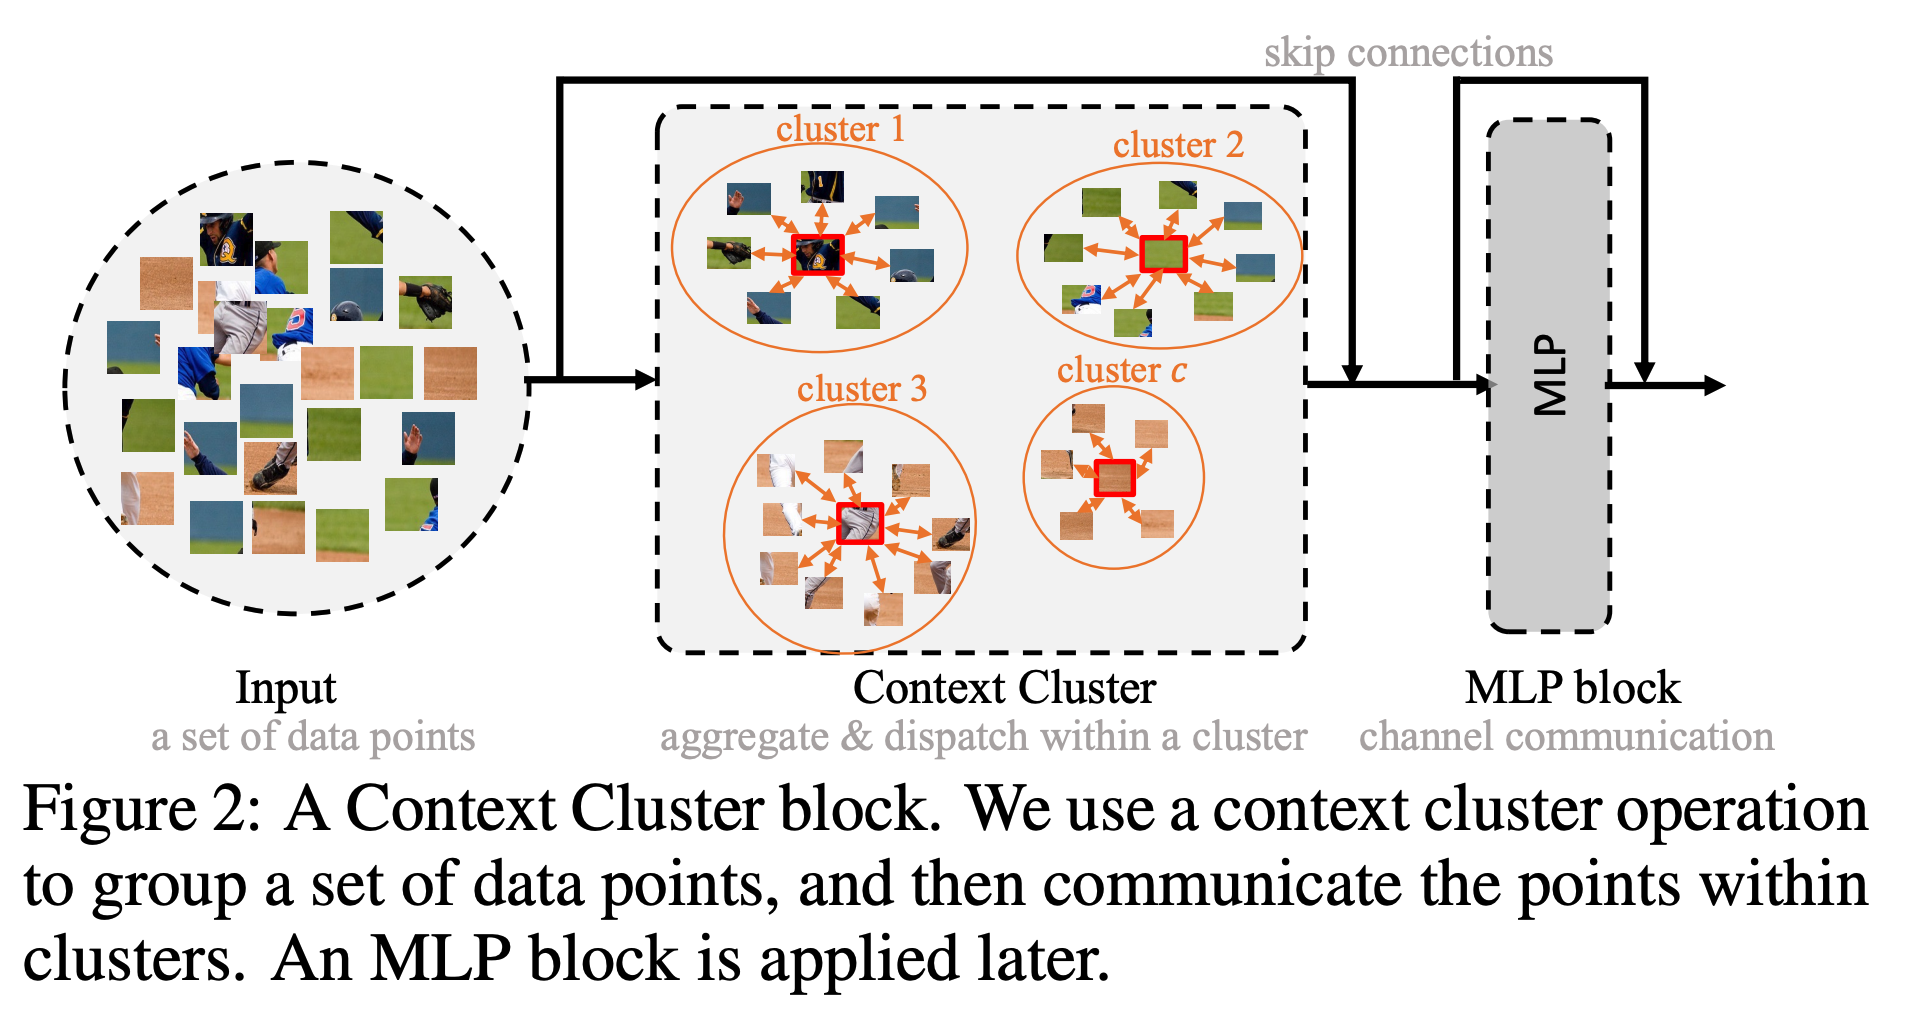 skip connections
cluster 1
cluster 2
cluster 3
cluster c
MLP
Input
a set of data points
Context Cluster
aggregate & dispatch within a cluster
MLP block
channel communication
Figure 2: A Context Cluster block. We use a context cluster operation
to group a set of data points, and then communicate the points within
clusters. An MLP block is applied later.